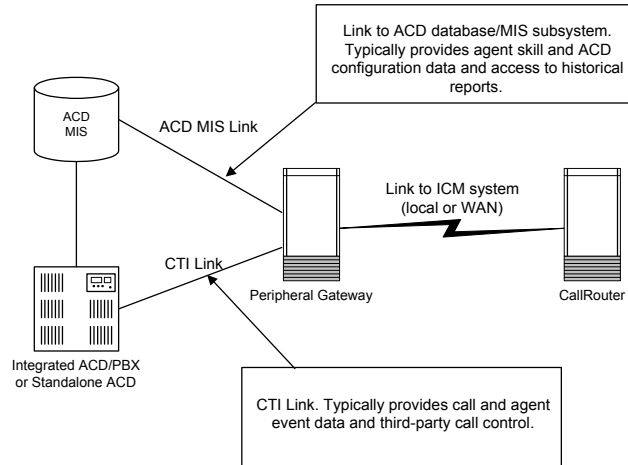 Link to ACD database/MIS subsystem.
Typically provides agent skill and ACD
configuration data and access to historical
reports.
ACD
MIS
ACD MIS Link
Link to ICM system
(local or WAN)
CTI Link
Peripheral Gateway
CallRouter
Integrated ACD/PBX
or Standalone ACD
CTI Link. Typically provides call and agent
event data and third-party call control.